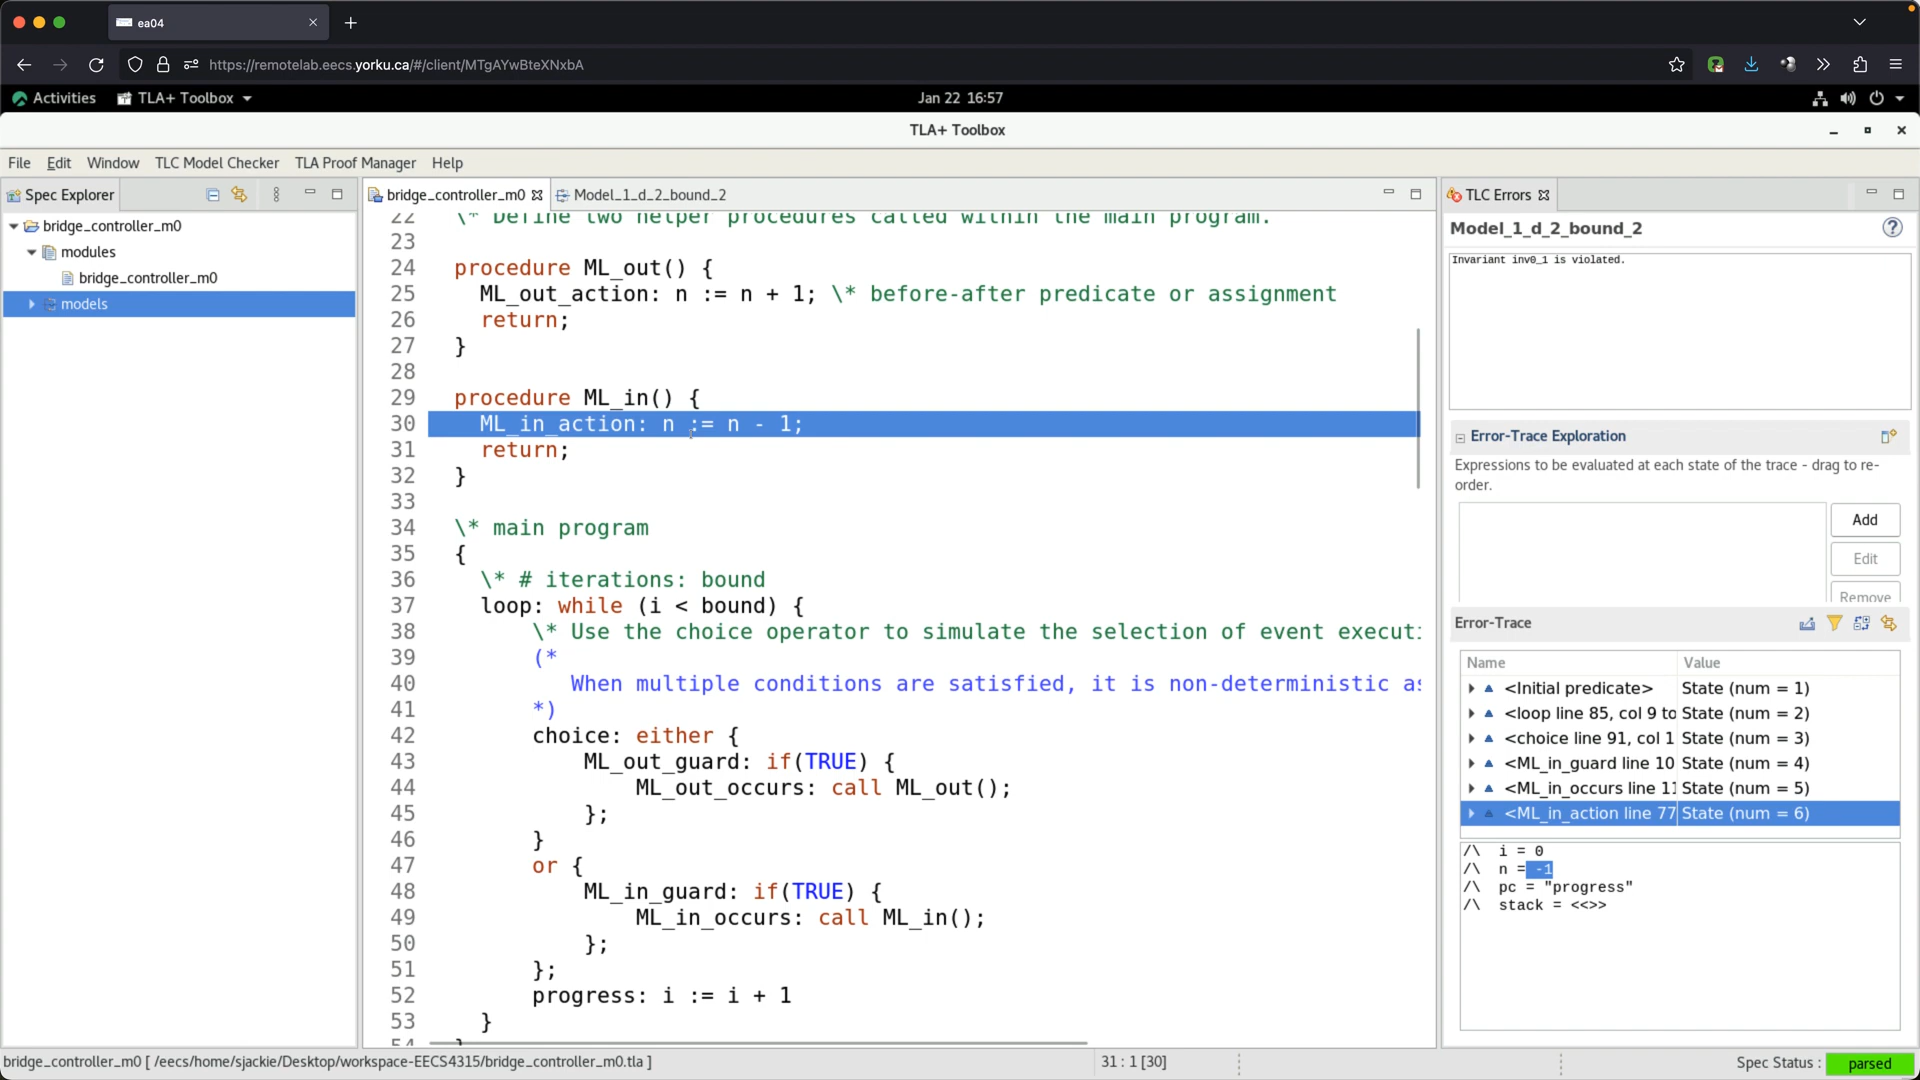 ea04
https://remotelab.eecs.yorku.ca/#/client/MTgAYwBteXNxbA
Activities
TLA+ Toolbox
Jan 22 16:57
TLA+ Toolbox
File Edit Window TLC Model Checker TLA Proof Manager Help
Spec Explorer
bridge_controller_m0
modules
bridge_controller_m0
models
bridge_controller_m0
Model_1_d_2_bound_2
22 \* Define two helper procedures called within the main program.
23
24 procedure ML_out() {
25 ML_out_action: n := n + 1; \* before-after predicate or assignment
26 return;
27 }
28
29 procedure ML_in() {
30 ML_in_action: n := n - 1;
31 return;
32 }
33
34 \* main program
35 {
36 \* # iterations: bound
37 loop: while (i < bound) {
38 \* Use the choice operator to simulate the selection of event executi
39 (*
40 When multiple conditions are satisfied, it is non-deterministic as
41 *)
42 choice: either {
43 ML_out_guard: if(TRUE) {
44 ML_out_occurs: call ML_out();
45 };
46 }
47 or {
48 ML_in_guard: if(TRUE) {
49 ML_in_occurs: call ML_in();
50 };
51 };
52 progress: i := i + 1
53 }
54
TLC Errors
Model_1_d_2_bound_2
Invariant inv0_1 is violated.
Error-Trace Exploration
Expressions to be evaluated at each state of the trace - drag to re-
order.
Add
Edit
Remove
Error-Trace
Name Value
<Initial predicate> State (num = 1)
<loop line 85, col 9 to State (num = 2)
<choice line 91, col 1 State (num = 3)
<ML_in_guard line 10 State (num = 4)
<ML_in_occurs line 11 State (num = 5)
<ML_in_action line 77 State (num = 6)
/\ i = 0
/\ n = -1
/\ pc = "progress"
/\ stack = <<>>
bridge_controller_m0 [ /eecs/home/sjackie/Desktop/workspace-EECS4315/bridge_controller_m0.tla ]
31 : 1 [30]
Spec Status : parsed